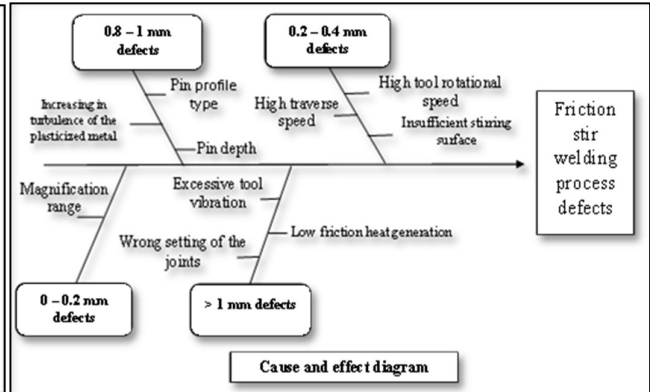 0.8 – 1 mm
defects
0.2 – 0.4 mm
defects
Pin profile
type
Increasing in
turbulence of the
plasticized metal
Pin depth
High tool rotational
speed
High traverse
speed
Insufficient stirring
surface
Friction
stir
welding
process
defects
Magnification
range
Excessive tool
vibration
Low friction heat generation
Wrong setting of the
joints
0 – 0.2 mm
defects
> 1 mm defects
Cause and effect diagram